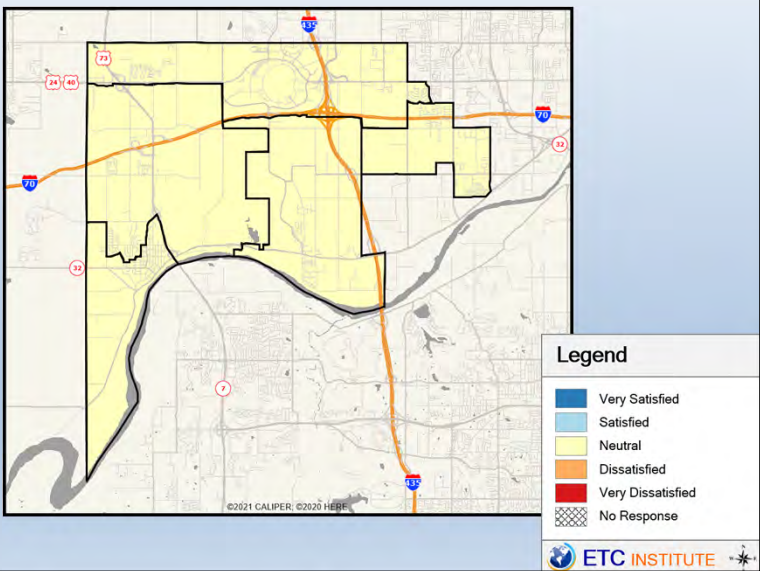 435
73
24 40
70
32
70
32
7
435
©2021 CALIPER; ©2020 HERE
Legend
Very Satisfied
Satisfied
Neutral
Dissatisfied
Very Dissatisfied
No Response
ETC INSTITUTE